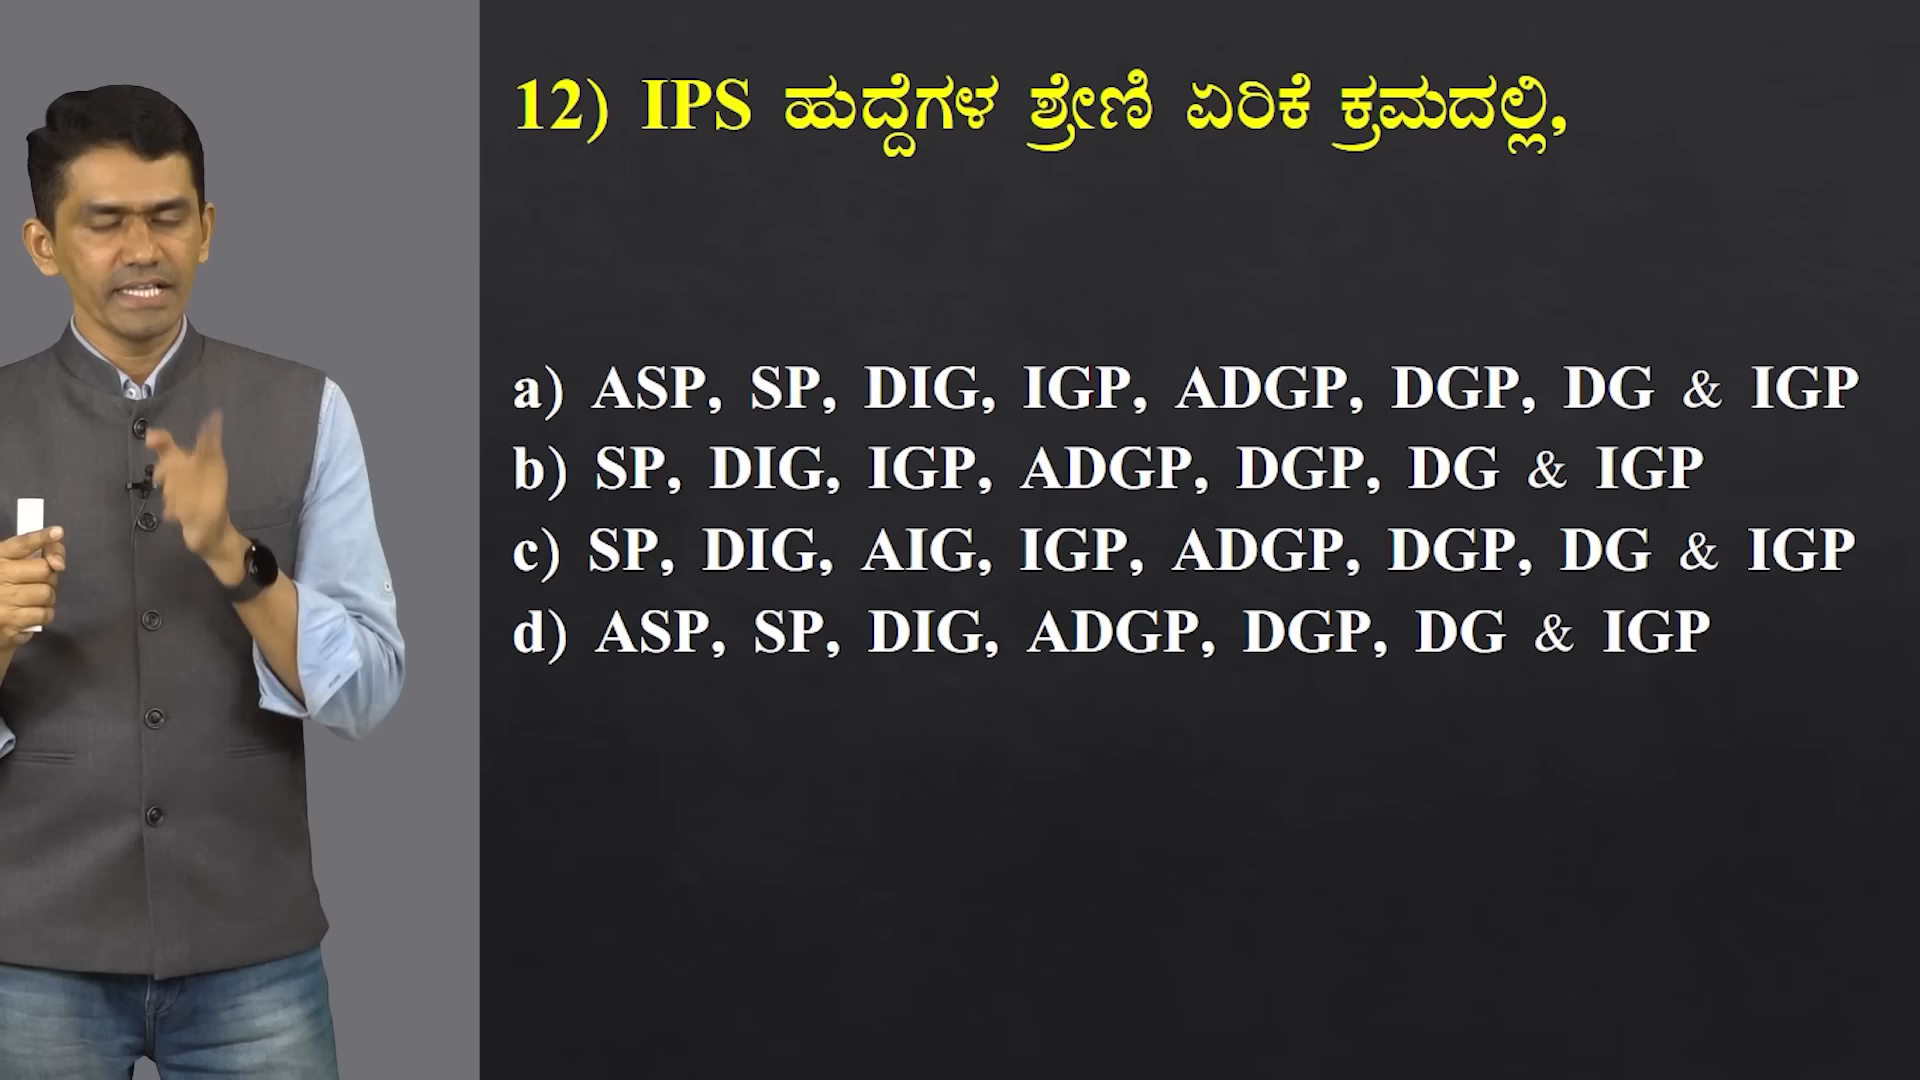 12) IPS ಹುದ್ದೆಗಳ ಶ್ರೇಣಿ ಏರಿಕೆ ಕ್ರಮದಲ್ಲಿ,
a) ASP, SP, DIG, IGP, ADGP, DGP, DG & IGP
b) SP, DIG, IGP, ADGP, DGP, DG & IGP
c) SP, DIG, AIG, IGP, ADGP, DGP, DG & IGP
d) ASP, SP, DIG, ADGP, DGP, DG & IGP